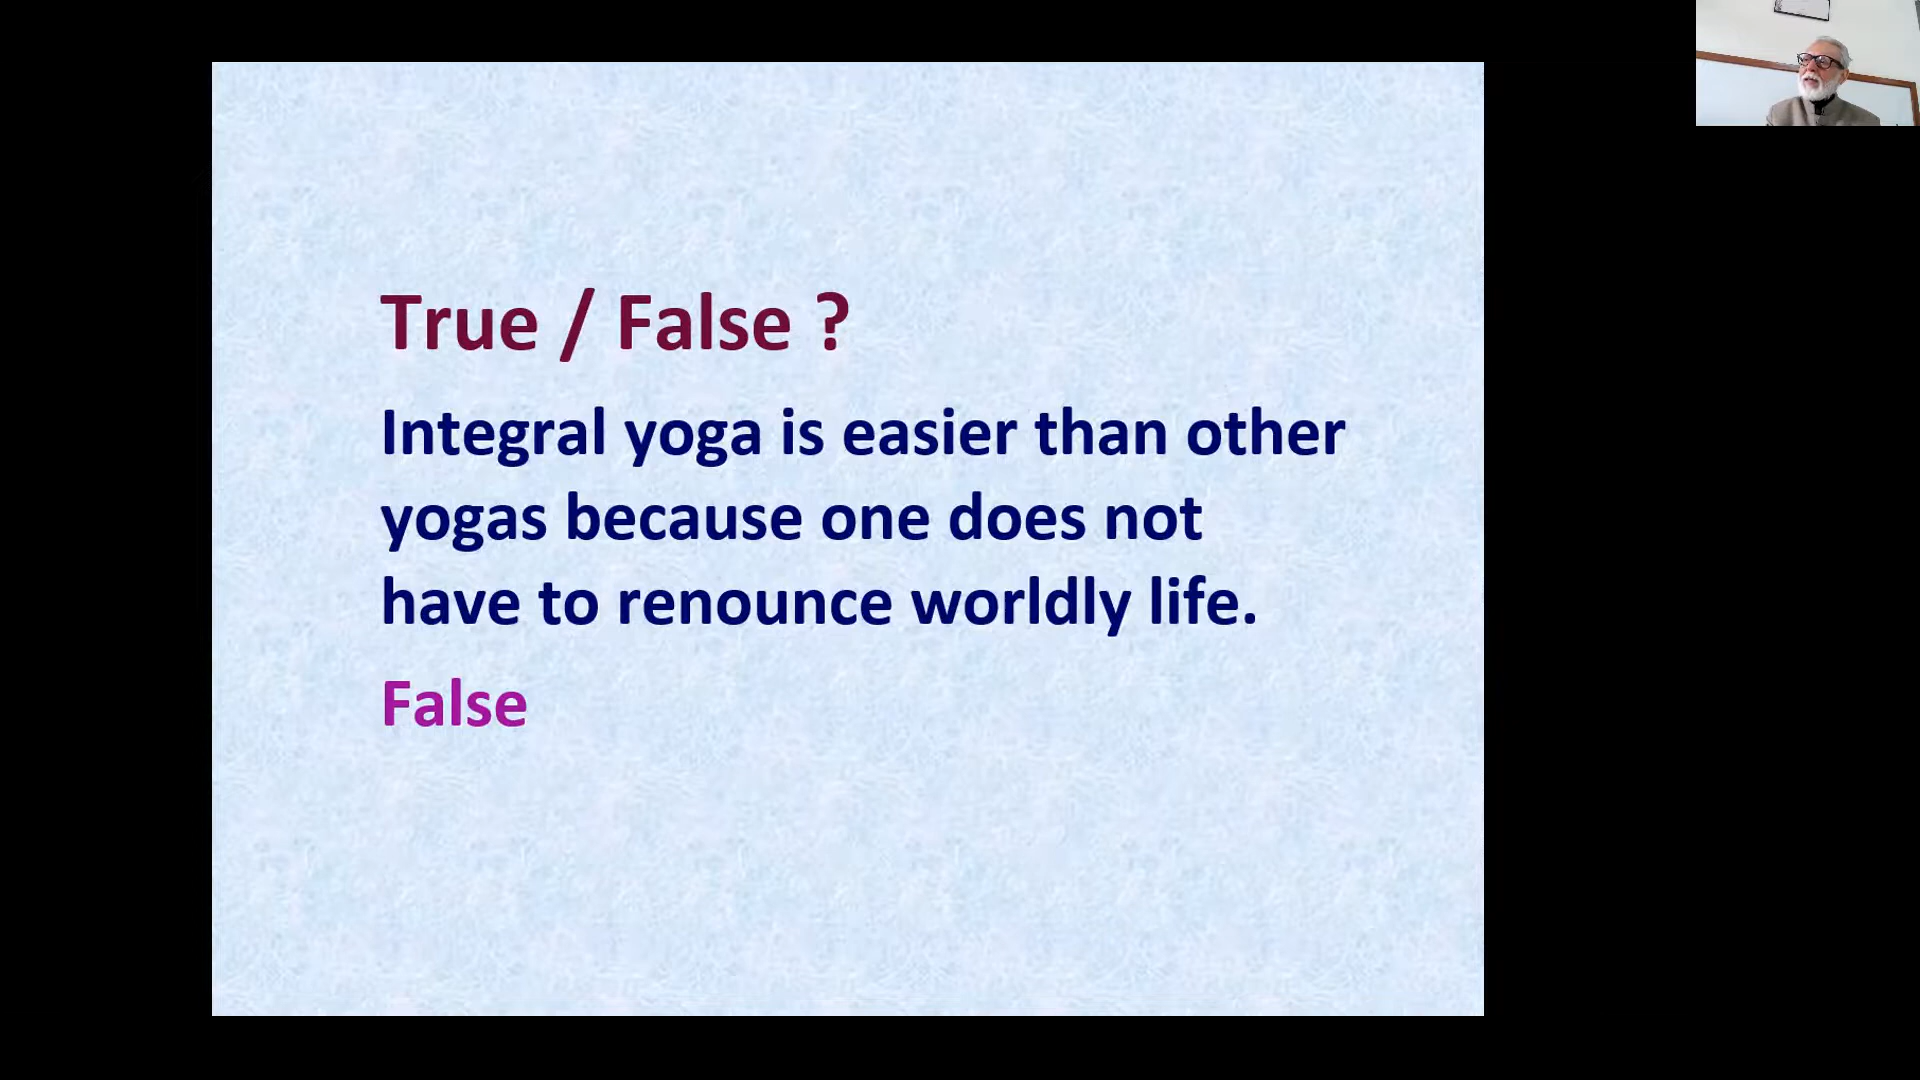 True / False ?
Integral yoga is easier than other
yogas because one does not
have to renounce worldly life.
False